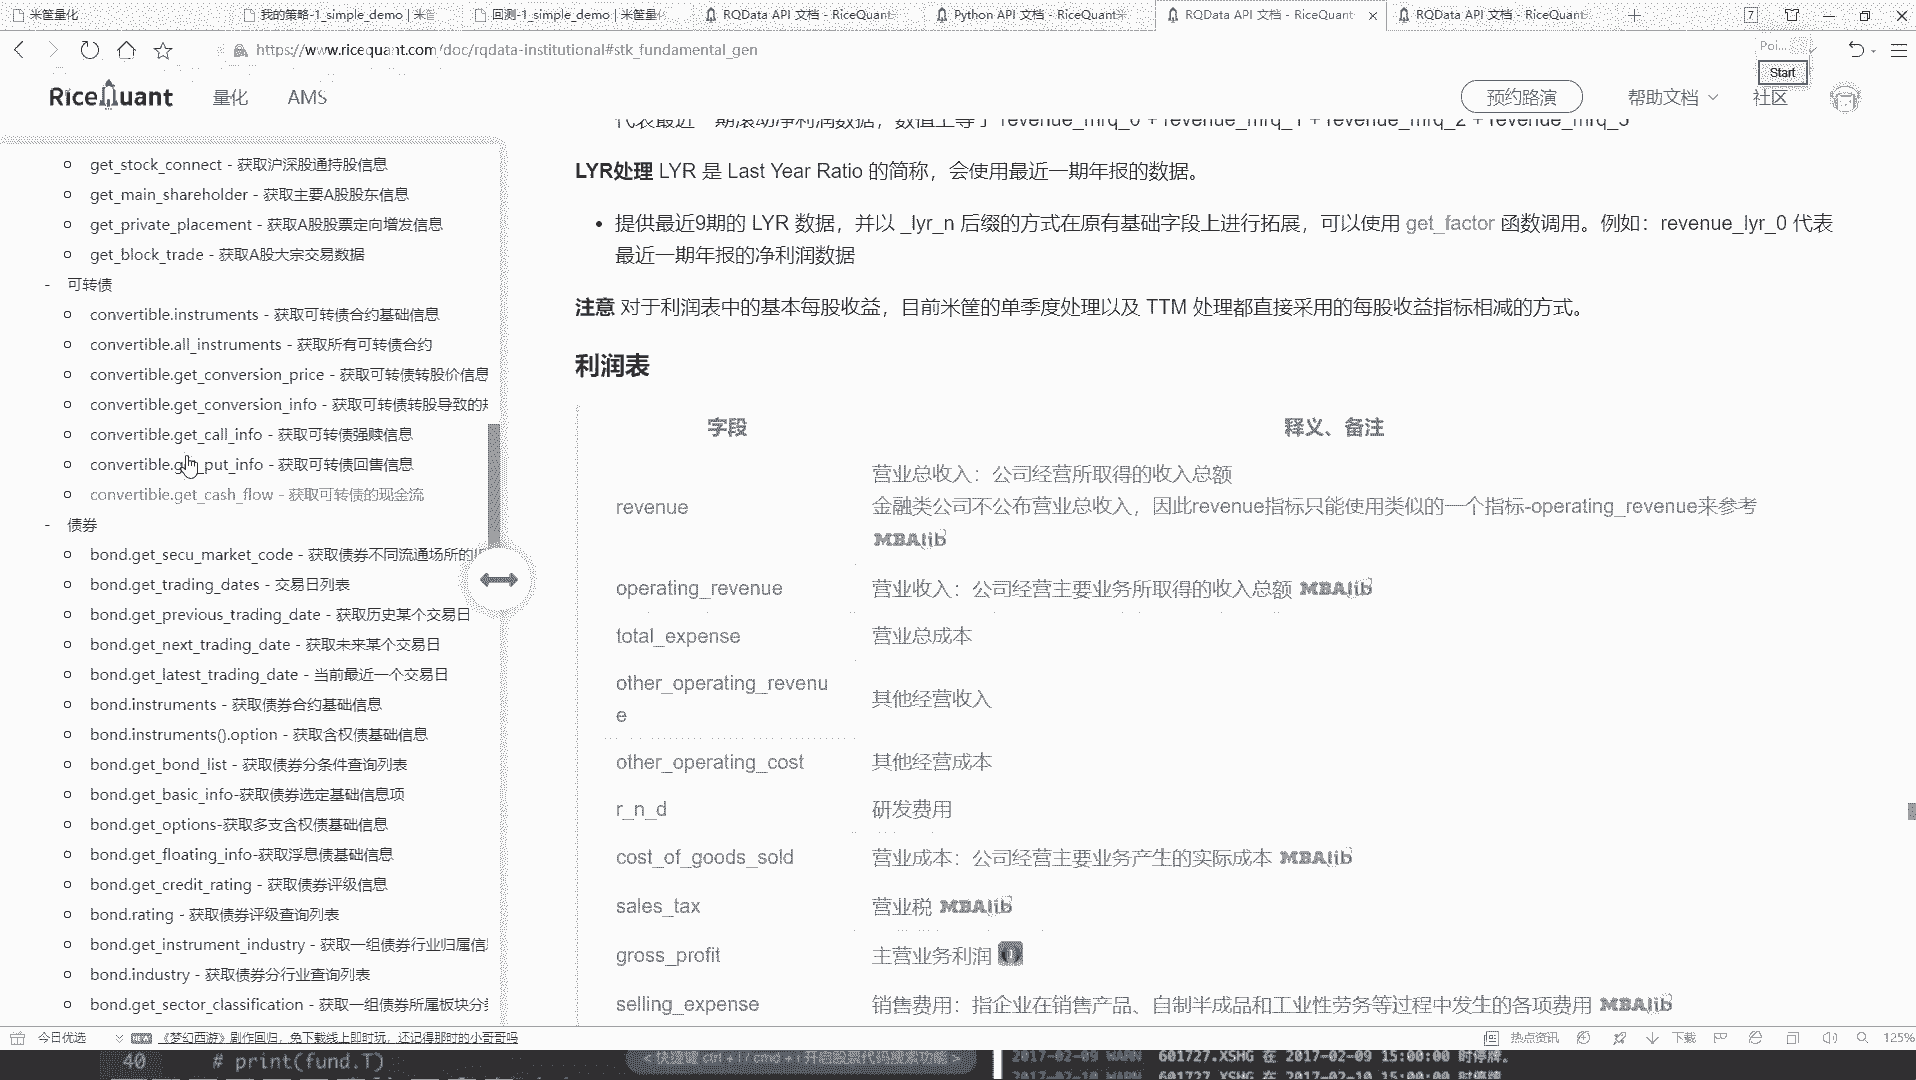 米筐量化
我的策略-1_simple_demo | 米筐
回测-1_simple_demo | 米筐量化
RQData API 文档 - RiceQuant
Python API 文档 - RiceQuant
RQData API 文档 - RiceQuant
RQData API 文档 - RiceQuant
7
https://www.ricequant.com/doc/rqdata-institutional#stk_fundamental_gen
Poi...
Start
RiceQuant
量化
AMS
预约路演
帮助文档
社区
get_stock_connect - 获取沪深股通持股信息
get_main_shareholder - 获取主要A股股东信息
get_private_placement - 获取A股股票定向增发信息
get_block_trade - 获取A股大宗交易数据
- 可转债
convertible.instruments - 获取可转债合约基础信息
convertible.all_instruments - 获取所有可转债合约
convertible.get_conversion_price - 获取可转债转股价信息
convertible.get_conversion_info - 获取可转债转股导致的
convertible.get_call_info - 获取可转债强赎信息
convertible.get_put_info - 获取可转债回售信息
convertible.get_cash_flow - 获取可转债的现金流
- 债券
bond.get_secu_market_code - 获取债券不同流通场所的
bond.get_trading_dates - 交易日列表
bond.get_previous_trading_date - 获取历史某个交易日
bond.get_next_trading_date - 获取未来某个交易日
bond.get_latest_trading_date - 当前最近一个交易日
bond.instruments - 获取债券合约基础信息
bond.instruments().option - 获取含权债基础信息
bond.get_bond_list - 获取债券分条件查询列表
bond.get_basic_info-获取债券选定基础信息项
bond.get_options-获取多支含权债基础信息
bond.get_floating_info-获取浮息债基础信息
bond.get_credit_rating - 获取债券评级信息
bond.rating - 获取债券评级查询列表
bond.get_instrument_industry - 获取一组债券行业归属信息
bond.industry - 获取债券分行业查询列表
bond.get_sector_classification - 获取一组债券所属板块分类
代表最近一期滚动净利润数据，数值上等于 revenue_mrq_0 + revenue_mrq_1 + revenue_mrq_2 + revenue_mrq_3
LYR处理 LYR 是 Last Year Ratio 的简称，会使用最近一期年报的数据。
• 提供最近9期的 LYR 数据，并以 _lyr_n 后缀的方式在原有基础字段上进行拓展，可以使用 get_factor 函数调用。例如：revenue_lyr_0 代表
最近一期年报的净利润数据
注意 对于利润表中的基本每股收益，目前米筐的单季度处理以及 TTM 处理都直接采用的每股收益指标相减的方式。
利润表
字段
释义、备注
revenue
营业总收入：公司经营所取得的收入总额
金融类公司不公布营业总收入，因此revenue指标只能使用类似的一个指标-operating_revenue来参考
MBAlib
operating_revenue
营业收入：公司经营主要业务所取得的收入总额 MBAlib
total_expense
营业总成本
other_operating_revenu
e
其他经营收入
other_operating_cost
其他经营成本
r_n_d
研发费用
cost_of_goods_sold
营业成本：公司经营主要业务产生的实际成本 MBAlib
sales_tax
营业税 MBAlib
gross_profit
主营业务利润
selling_expense
销售费用：指企业在销售产品、自制半成品和工业性劳务等过程中发生的各项费用 MBAlib
今日优选
NEW 《梦幻西游》剧作回归，免下载线上即时玩，还记得那时的小哥哥吗
热点资讯
下载
125%
40 # print(fund.T)
< 快捷键 ctrl + i / cmd + i 开启股票代码搜索功能 >
2017-02-09 WARN 601727.XSHG 在 2017-02-09 15:00:00 时停牌。
2017-02-10 WARN 601727.XSHG 在 2017-02-10 15:00:00 时停牌。